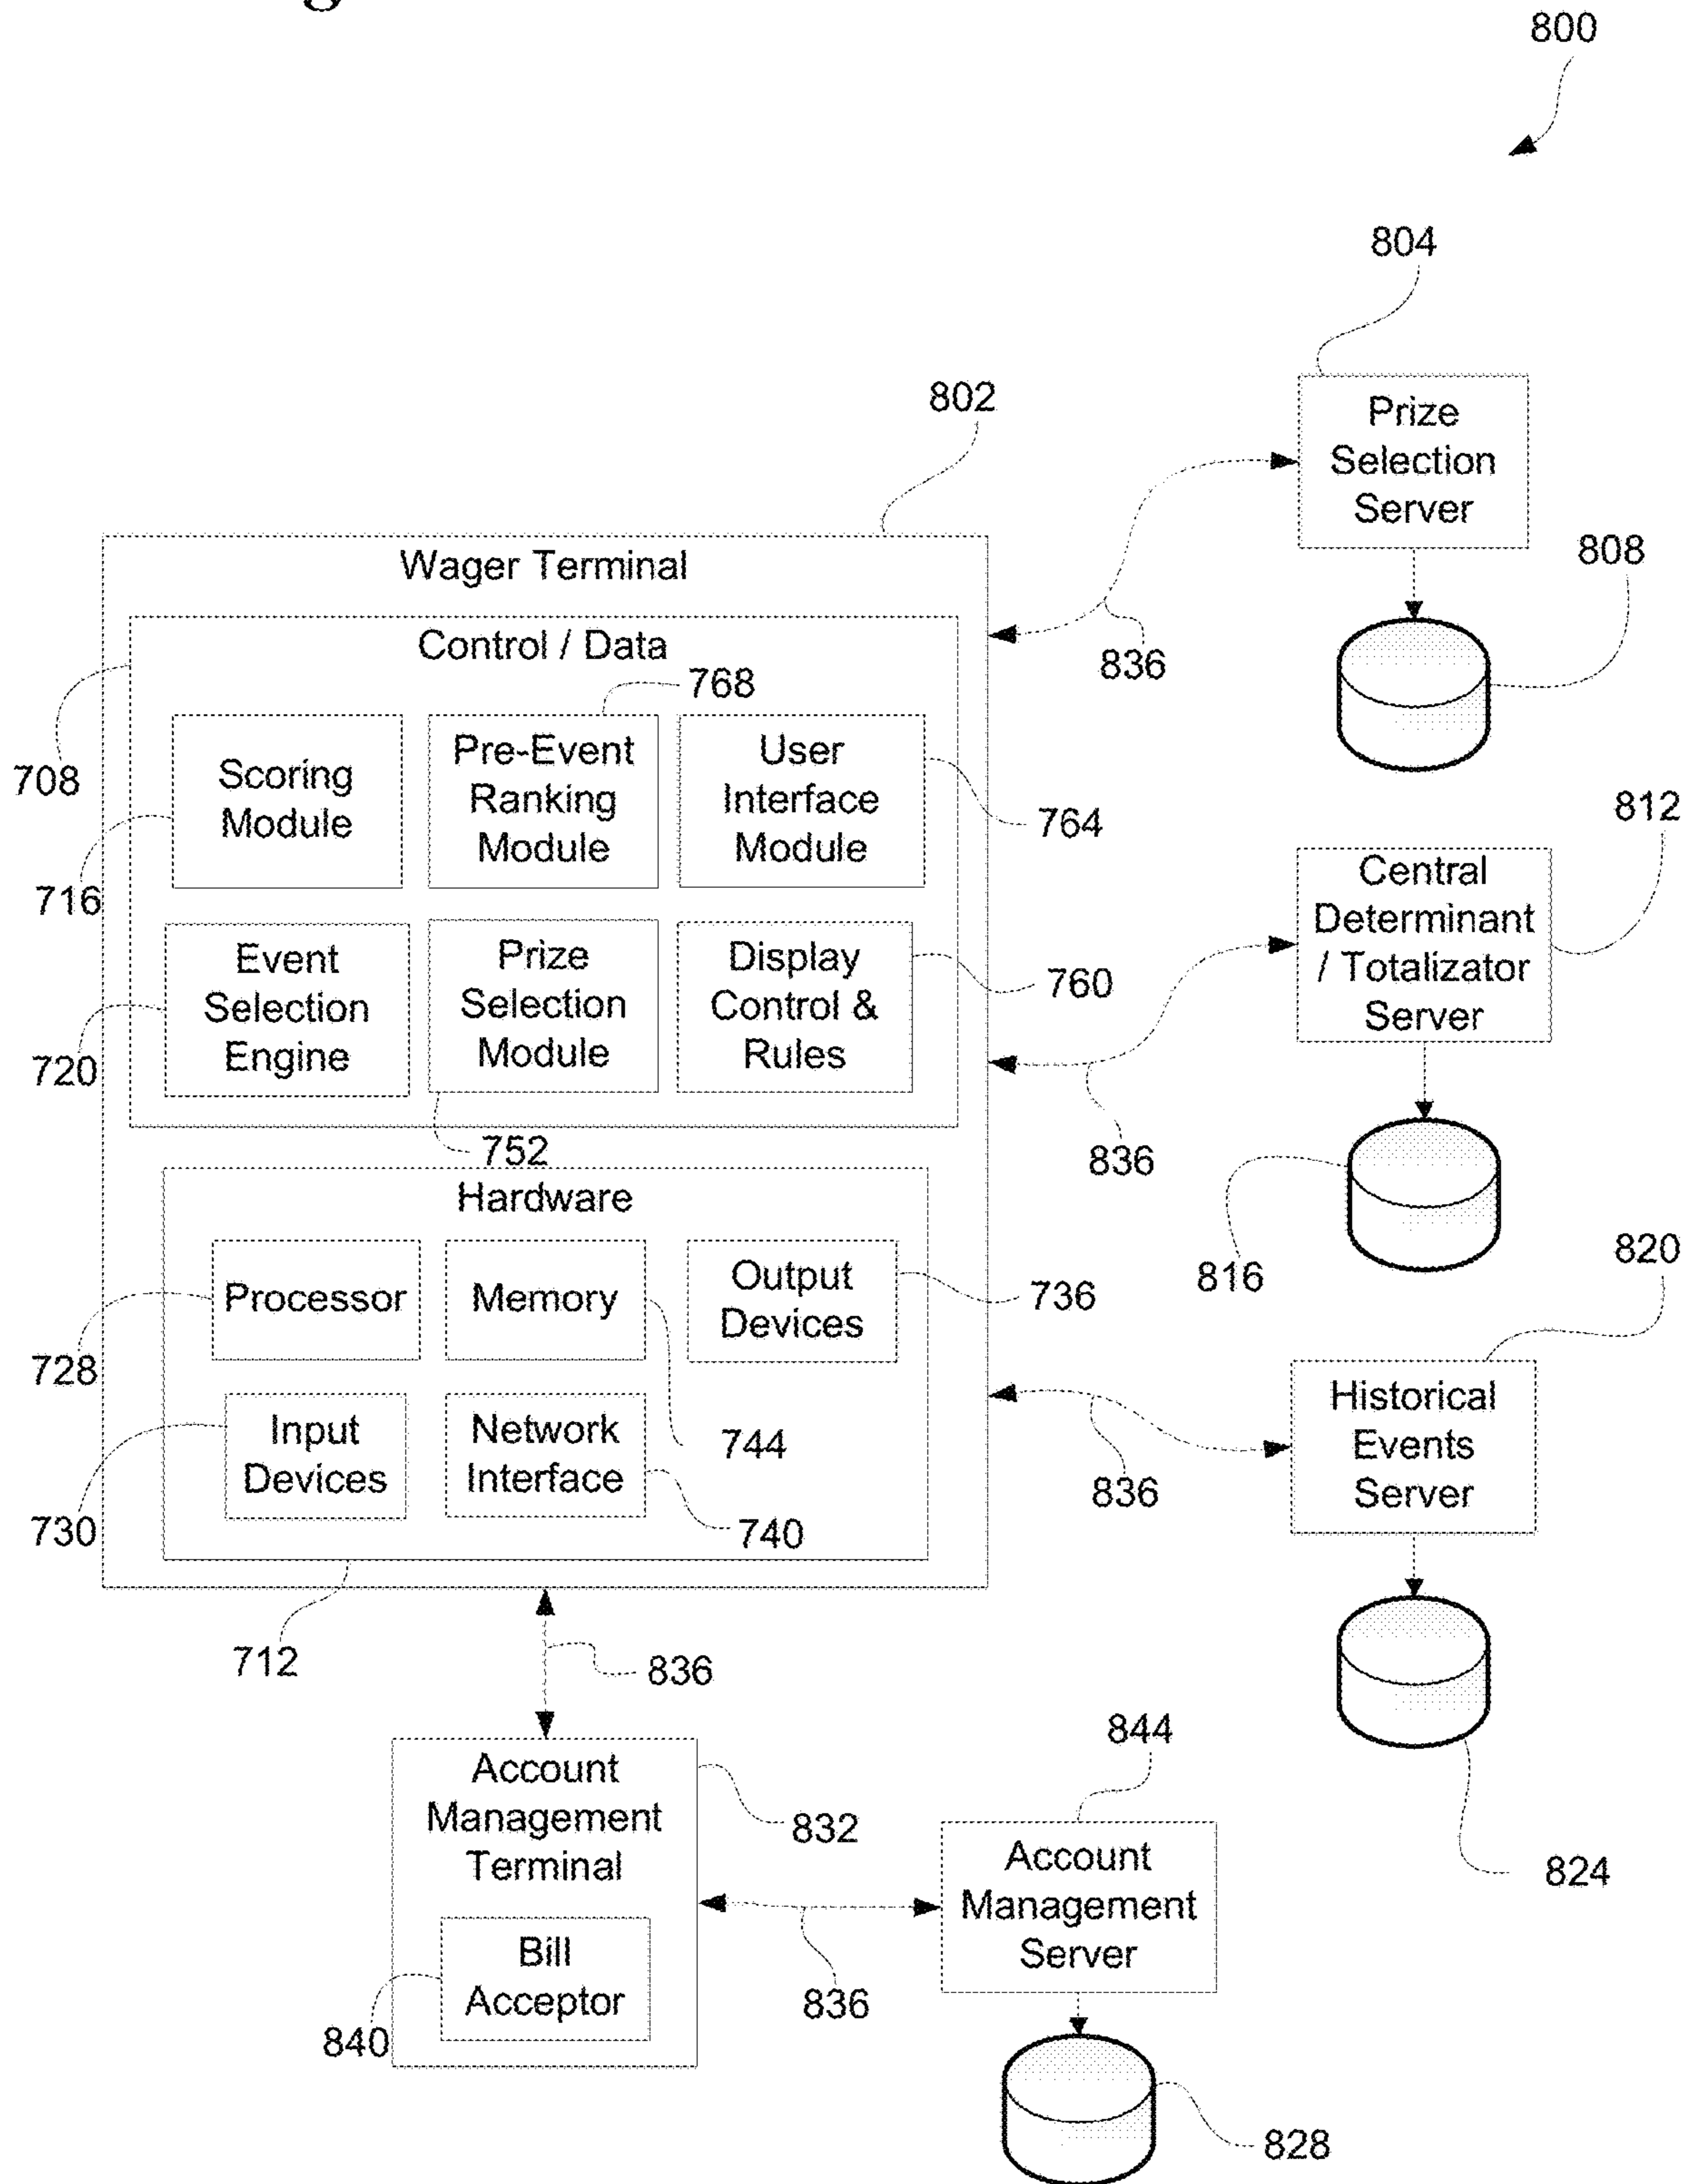 800
804
Prize
Selection
Server
802
808
Wager Terminal
Control / Data
836
768
708
Scoring
Module
Pre-Event
Ranking
Module
User
Interface
Module
764
812
716
Central
Determinant
/ Totalizator
Server
Event
Selection
Engine
Prize
Selection
Module
Display
Control &
Rules
760
720
752
836
Hardware
816
820
Processor
Memory
Output
Devices
736
728
Input
Devices
Network
Interface
744
Historical
Events
Server
836
730
740
712
836
844
Account
Management
Terminal
832
824
Account
Management
Server
Bill
Acceptor
836
840
828